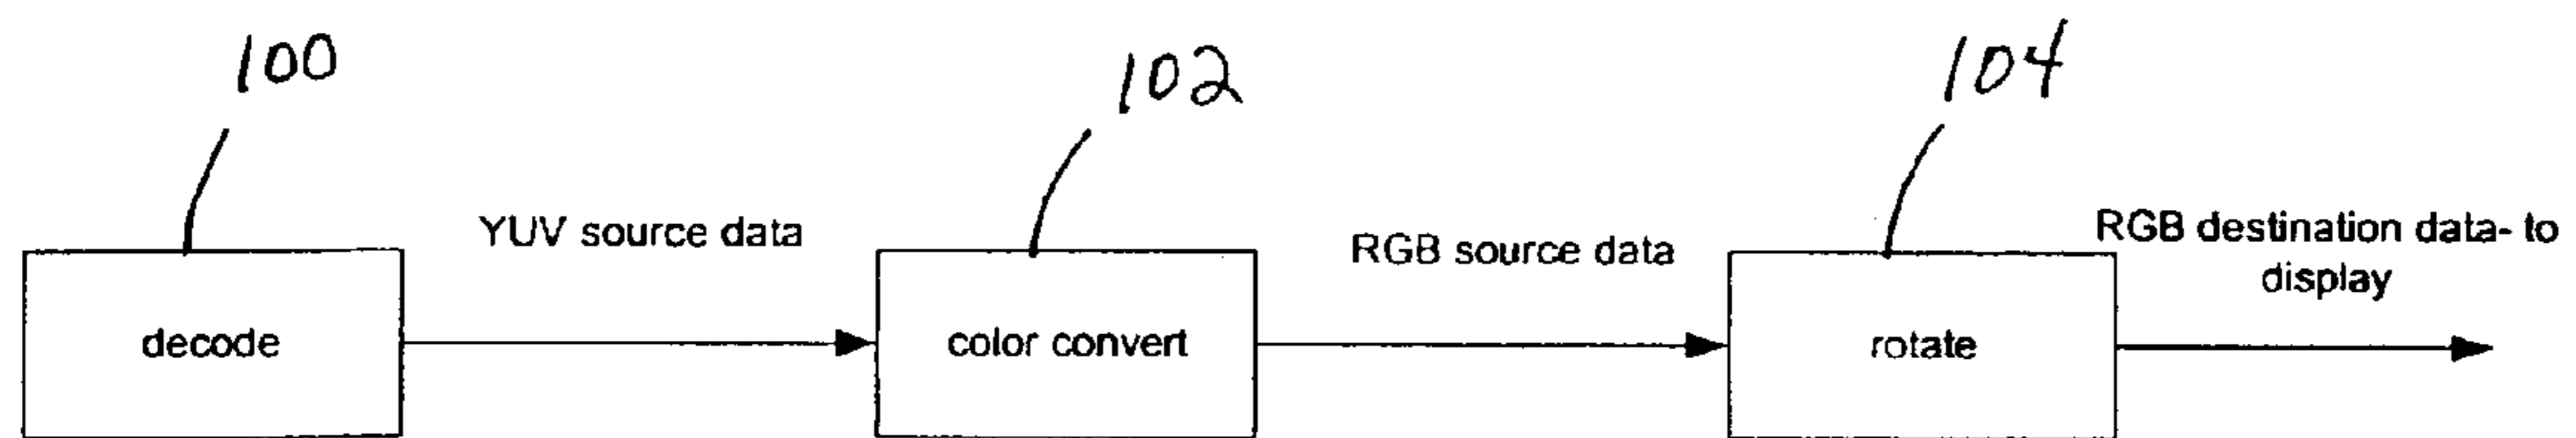 100
102
104
YUV source data
RGB source data
RGB destination data- to
display
decode
color convert
rotate